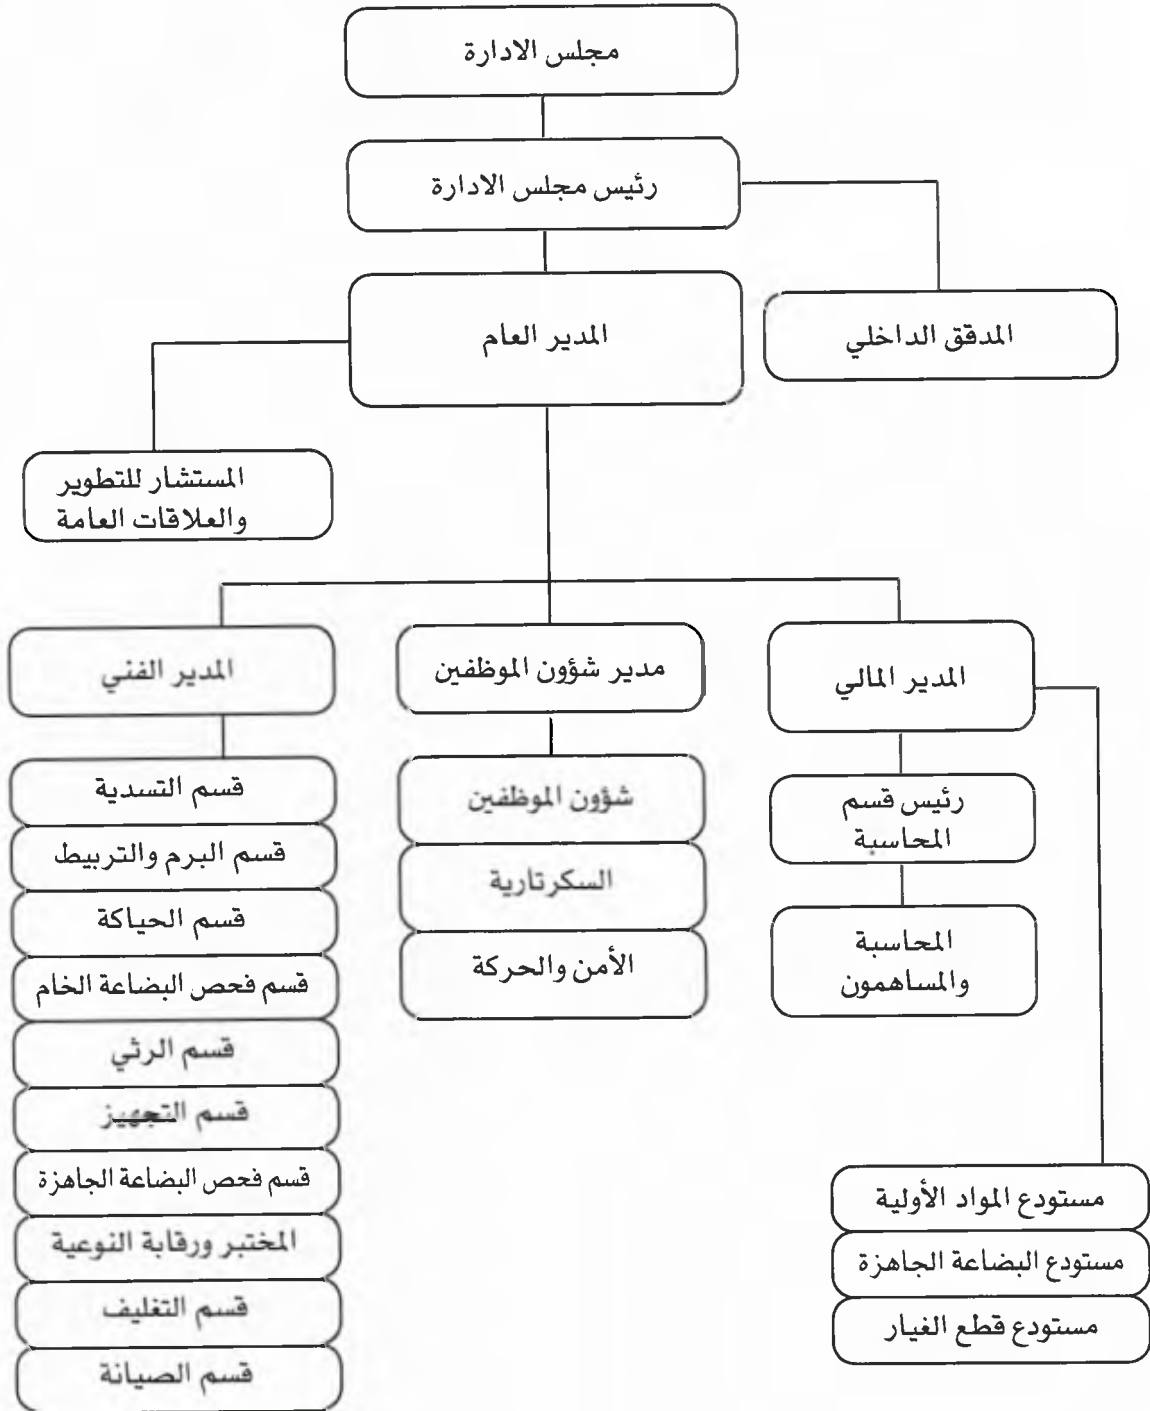 مجلس الادارة
رئيس مجلس الادارة
المدير العام
المدقق الداخلي
المستشار للتطوير
والعلاقات العامة
المدير المالي
مدير شؤون الموظفين
المدير الفني
رئيس قسم
المحاسبة
المحاسبة
والمساهمون
مستودع المواد الأولية
مستودع البضاعة الجاهزة
مستودع قطع الغيار
شؤون الموظفين
السكرتارية
الأمن والحركة
قسم التسدية
قسم البرم والتربيط
قسم الحياكة
قسم فحص البضاعة الخام
قسم الرثي
قسم التجهيز
قسم فحص البضاعة الجاهزة
المختبر ورقابة النوعية
قسم التغليف
قسم الصيانة